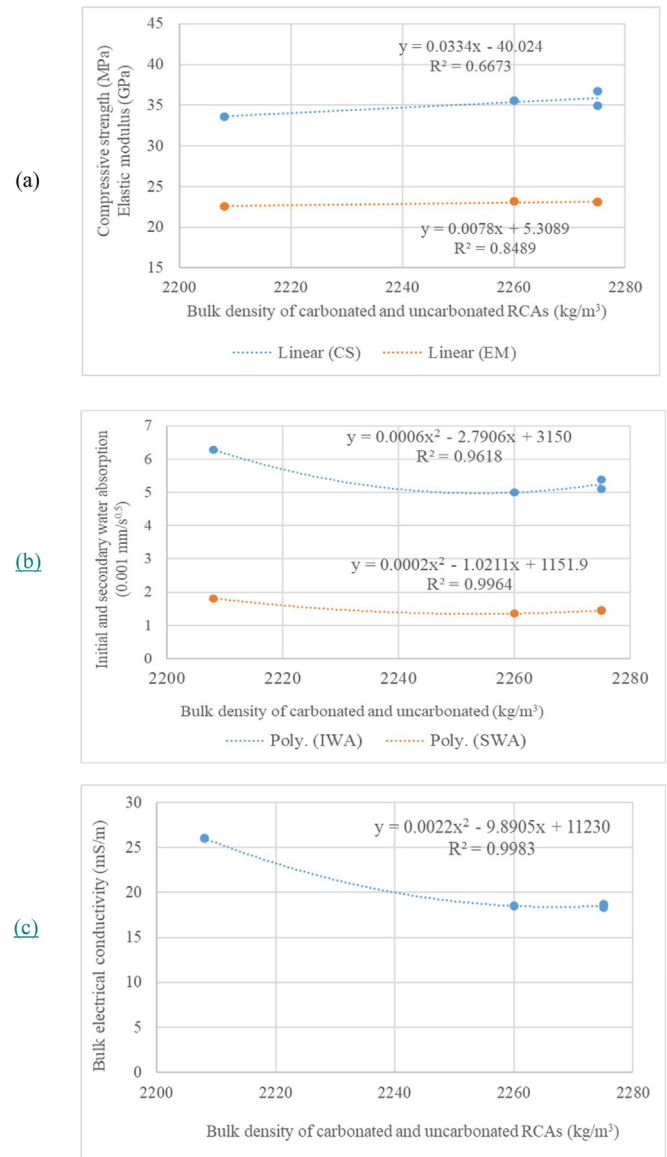 (a)
Compressive strength (MPa)
Elastic modulus (GPa)
45
40
35
30
25
20
15
y = 0.0334x - 40.024
R² = 0.6673
y = 0.0078x + 5.3089
R² = 0.8489
2200 2220 2240 2260 2280
Bulk density of carbonated and uncarbonated RCAs (kg/m³)
Linear (CS) Linear (EM)
(b)
Initial and secondary water absorption
(0.001 mm/s⁰·⁵)
7
6
5
4
3
2
1
0
y = 0.0006x² - 2.7906x + 3150
R² = 0.9618
y = 0.0002x² - 1.0211x + 1151.9
R² = 0.9964
2200 2220 2240 2260 2280
Bulk density of carbonated and uncarbonated (kg/m³)
Poly. (IWA) Poly. (SWA)
(c)
Bulk electrical conductivity (mS/m)
30
25
20
15
10
5
0
y = 0.0022x² - 9.8905x + 11230
R² = 0.9983
2200 2220 2240 2260 2280
Bulk density of carbonated and uncarbonated RCAs (kg/m³)